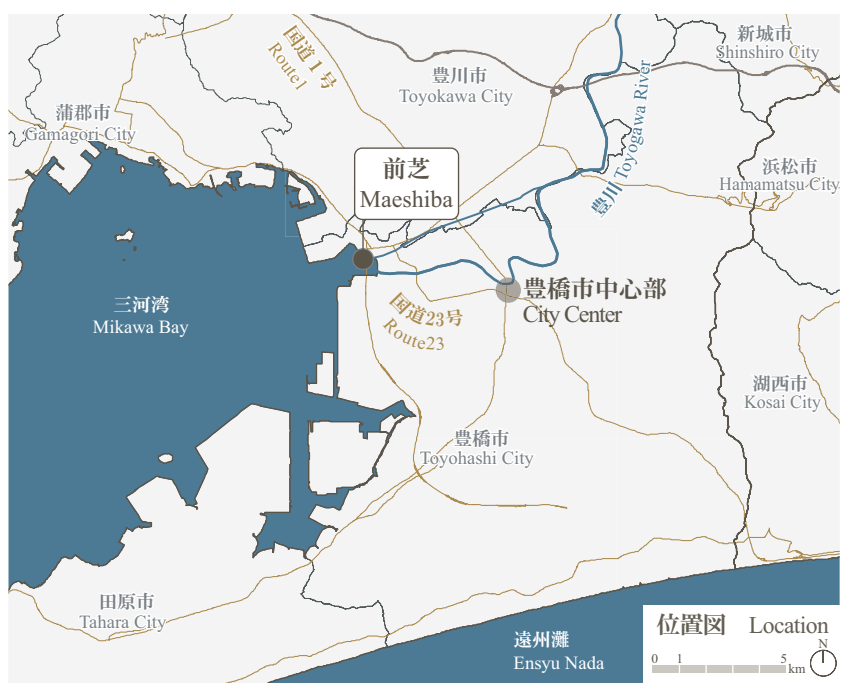 新城市
Shinshiro City
国道1号
Route1
豊川市
Toyokawa City
豊川 Toyogawa River
蒲郡市
Gamagori City
前芝
Maeshiba
浜松市
Hamamatsu City
豊橋市中心部
City Center
三河湾
Mikawa Bay
国道23号
Route23
湖西市
Kosai City
豊橋市
Toyohashi City
田原市
Tahara City
遠州灘
Ensyu Nada
位置図 Location
N
0 1 5
km